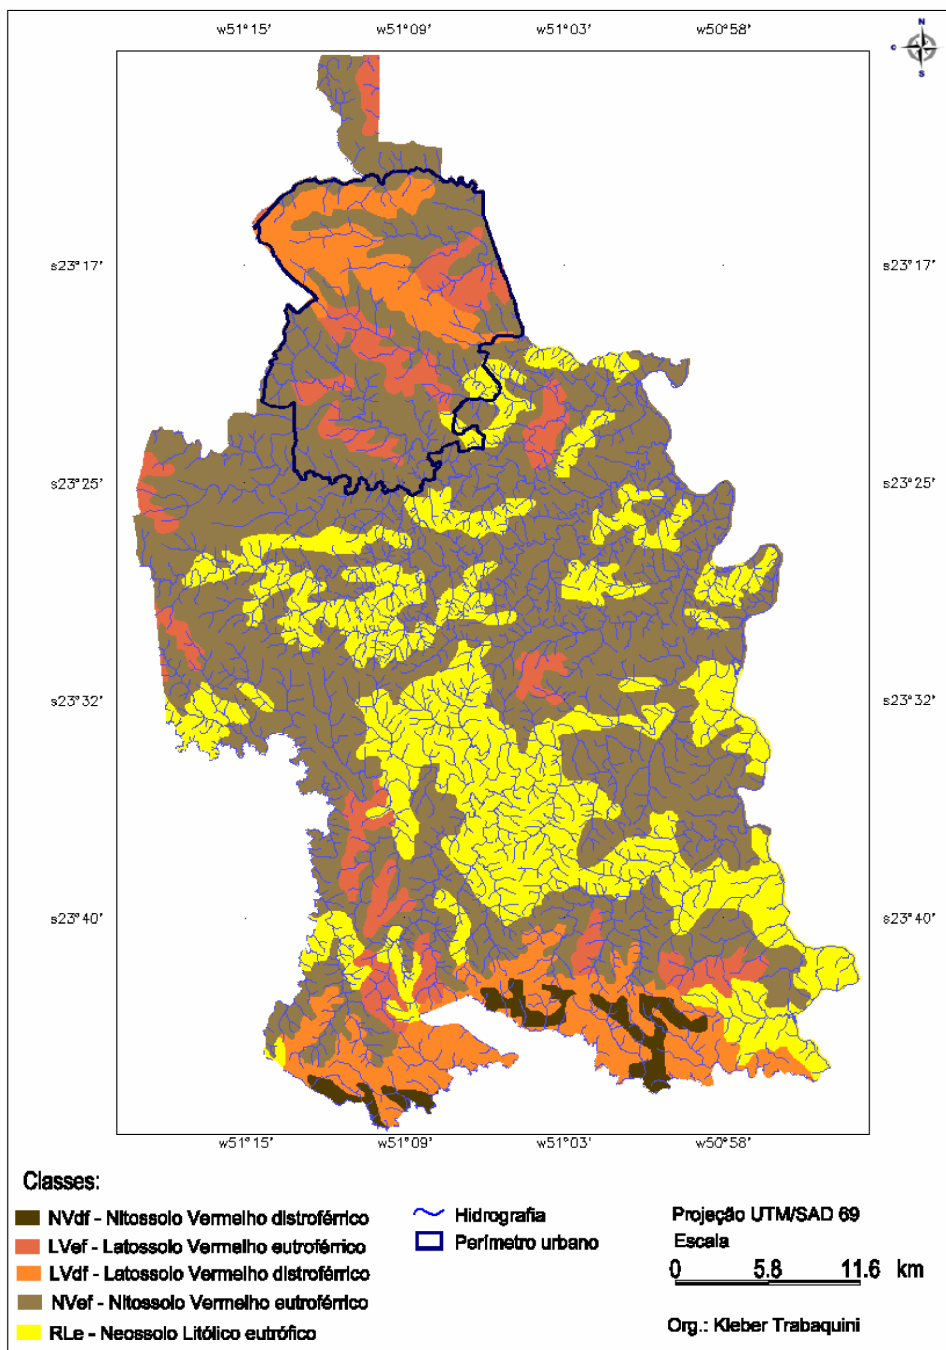 w51°15' w51°09' w51°03' w50°58'
N
c
S
s23°17' s23°17'
s23°25' s23°25'
s23°32' s23°32'
s23°40' s23°40'
w51°15' w51°09' w51°03' w50°58'
Classes:
NVdf - Nitossolo Vermelho distroférrico
LVef - Latossolo Vermelho eutroférrico
LVdf - Latossolo Vermelho distroférrico
NVef - Nitossolo Vermelho eutroférrico
RLe - Neossolo Litólico eutrófico
Hidrografia
Perímetro urbano
Projeção UTM/SAD 69
Escala
0 5.8 11.6 km
Org.: Kleber Trabaquini